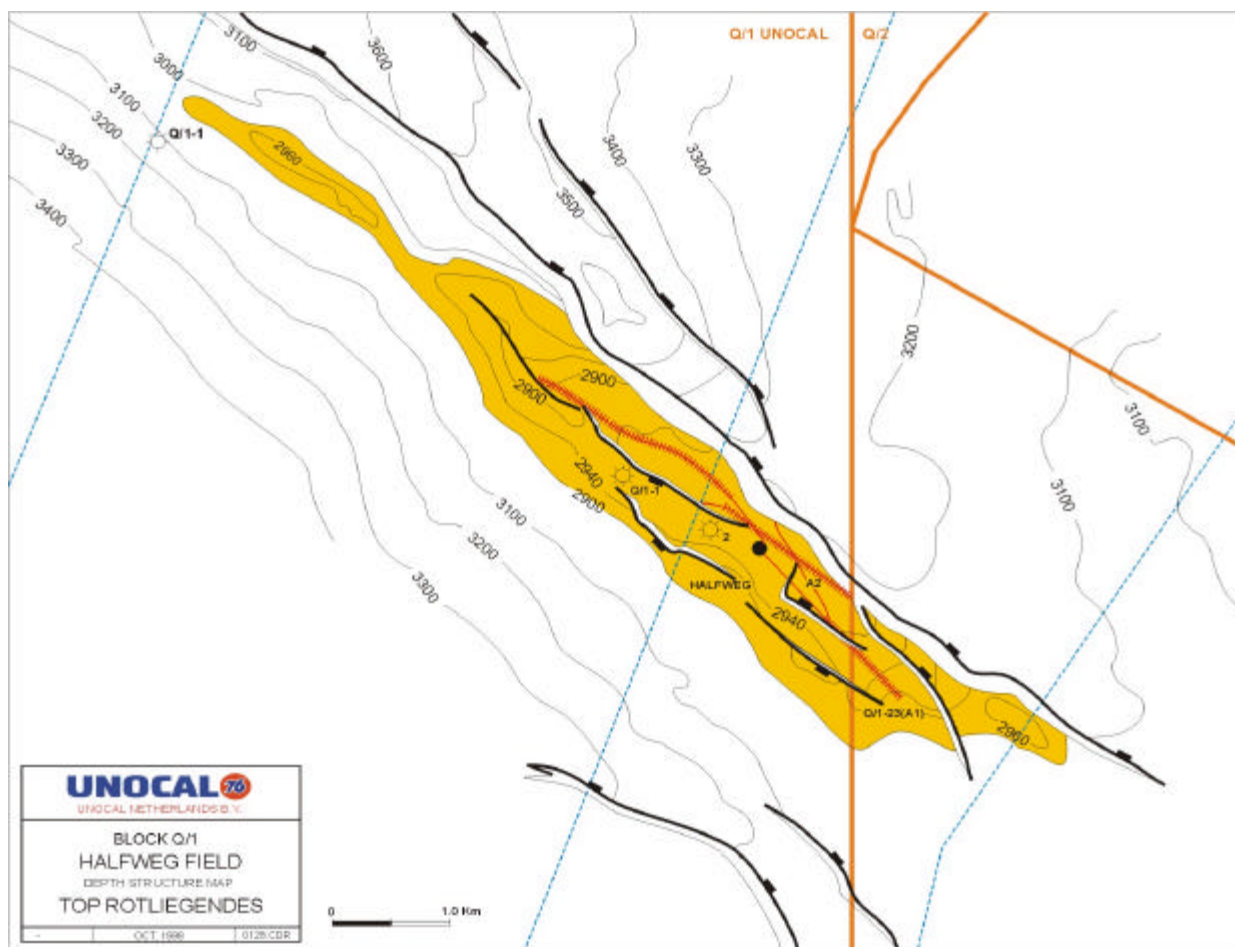 Q/1 UNOCAL
Q/2
3100
3600
3000
3100
3200
3300
3400
Q/1-1
2960
3400
3300
3500
3200
3100
3100
2900
2900
2940
2900
Q/1-1
2
3100
3200
3300
HALFWEG
A2
2940
Q/1-23(A1)
2960
UNOCAL 76
UNOCAL NETHERLANDS B.V.
BLOCK Q/1
HALFWEG FIELD
DEPTH STRUCTURE MAP
TOP ROTLIEGENDES
- OCT. 1998 0128.CDR
0 1.0 Km